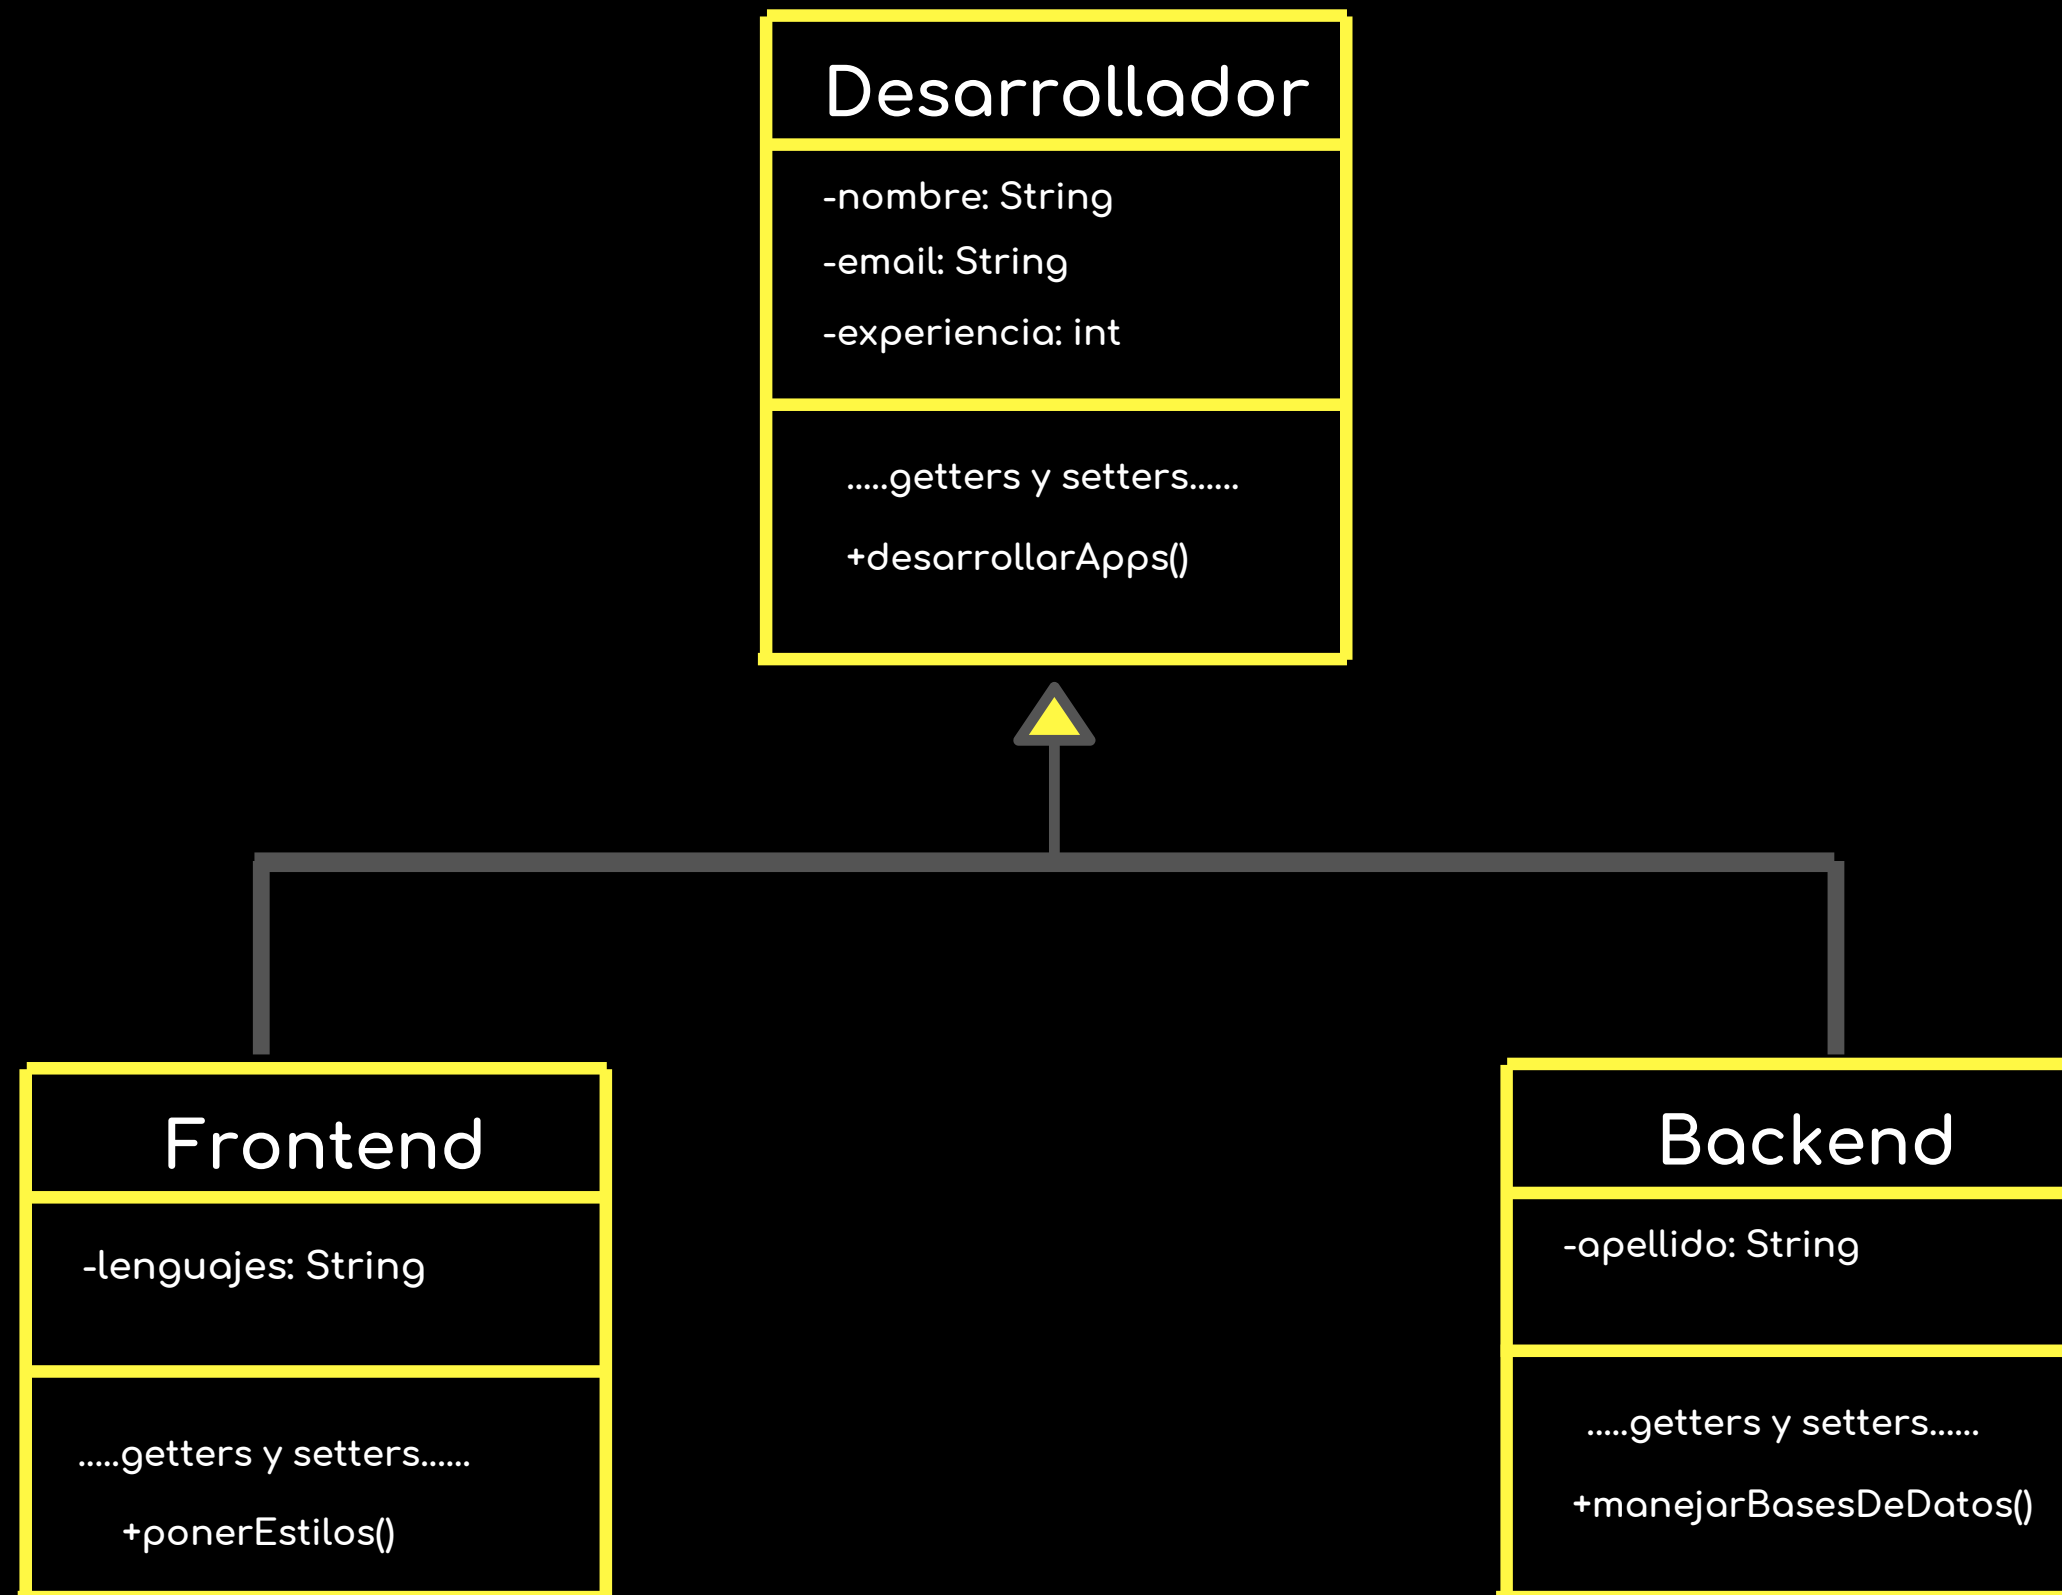 Desarrollador
-nombre: String
-email: String
-experiencia: int
.....getters y setters......
+desarrollarApps()
Frontend
-lenguajes: String
.....getters y setters......
+ponerEstilos()
Backend
-apellido: String
.....getters y setters......
+manejarBasesDeDatos()